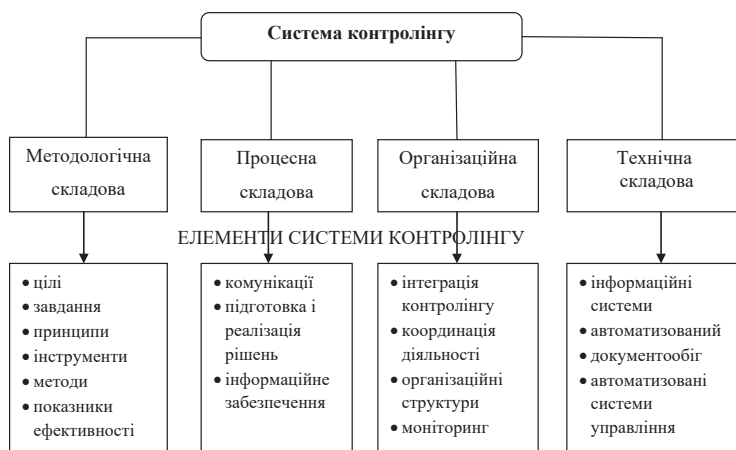 Система контролінгу
Методологічна
складова
Процесна
складова
Організаційна
складова
Технічна
складова
ЕЛЕМЕНТИ СИСТЕМИ КОНТРОЛІНГУ
• цілі
• завдання
• принципи
• інструменти
• методи
• показники
ефективності
• комунікації
• підготовка і
реалізація
рішень
• інформаційне
забезпечення
• інтеграція
контролінгу
• координація
діяльності
• організаційні
структури
• моніторинг
• інформаційні
системи
• автоматизований
• документообіг
• автоматизовані
системи
управління